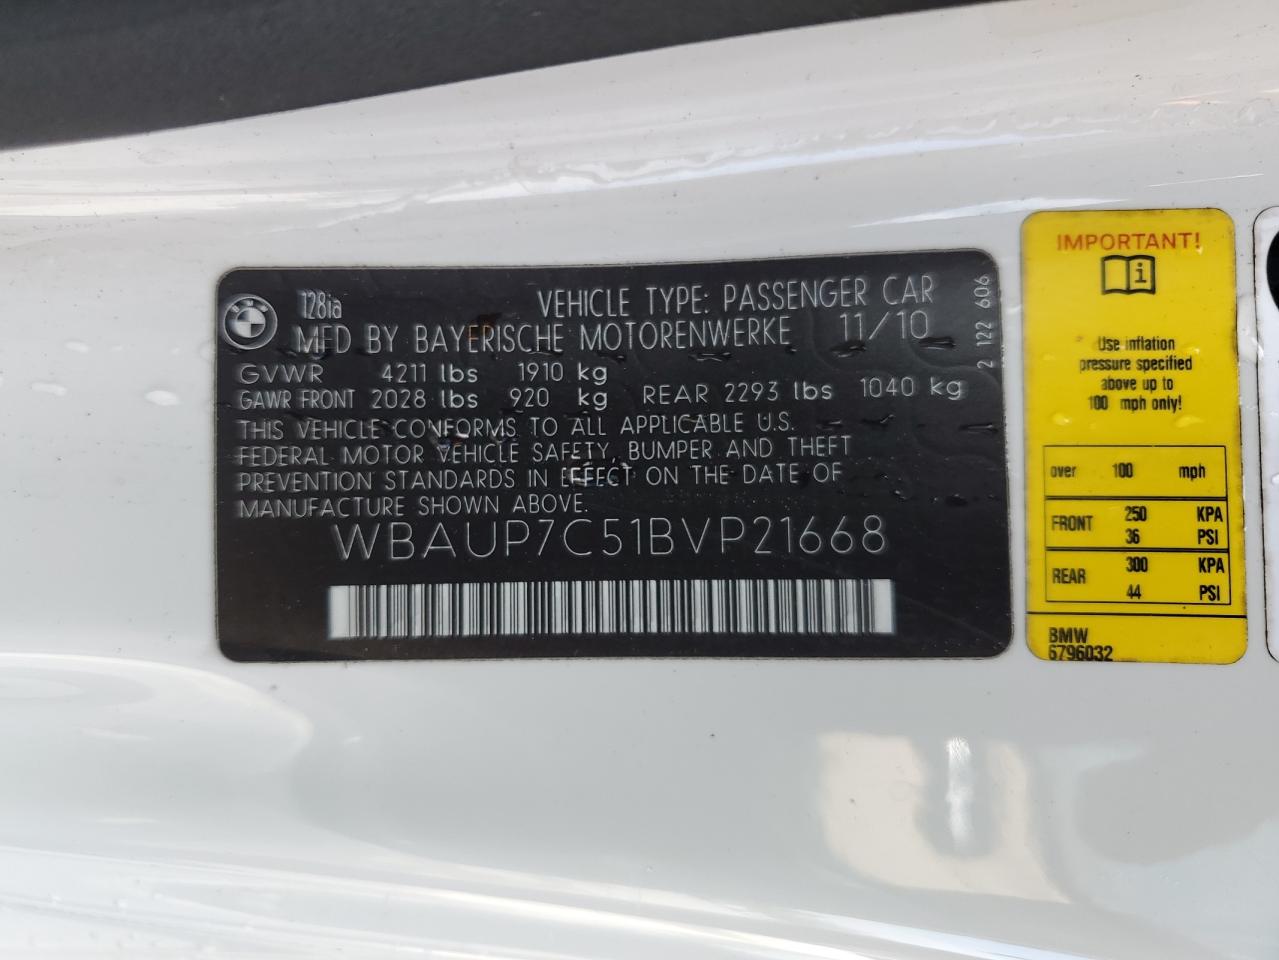 128ia
VEHICLE TYPE: PASSENGER CAR
MFD BY BAYERISCHE MOTORENWERKE 11/10
GVWR 4211 lbs 1910 kg
GAWR FRONT 2028 lbs 920 kg REAR 2293 lbs 1040 kg
THIS VEHICLE CONFORMS TO ALL APPLICABLE U.S.
FEDERAL MOTOR VEHICLE SAFETY, BUMPER AND THEFT
PREVENTION STANDARDS IN EFFECT ON THE DATE OF
MANUFACTURE SHOWN ABOVE.
WBAUP7C51BVP21668
2 122 606
IMPORTANT!
Use inflation
pressure specified
above up to
100 mph only!
over 100 mph
FRONT 250 KPA
36 PSI
REAR 300 KPA
44 PSI
BMW
6796032